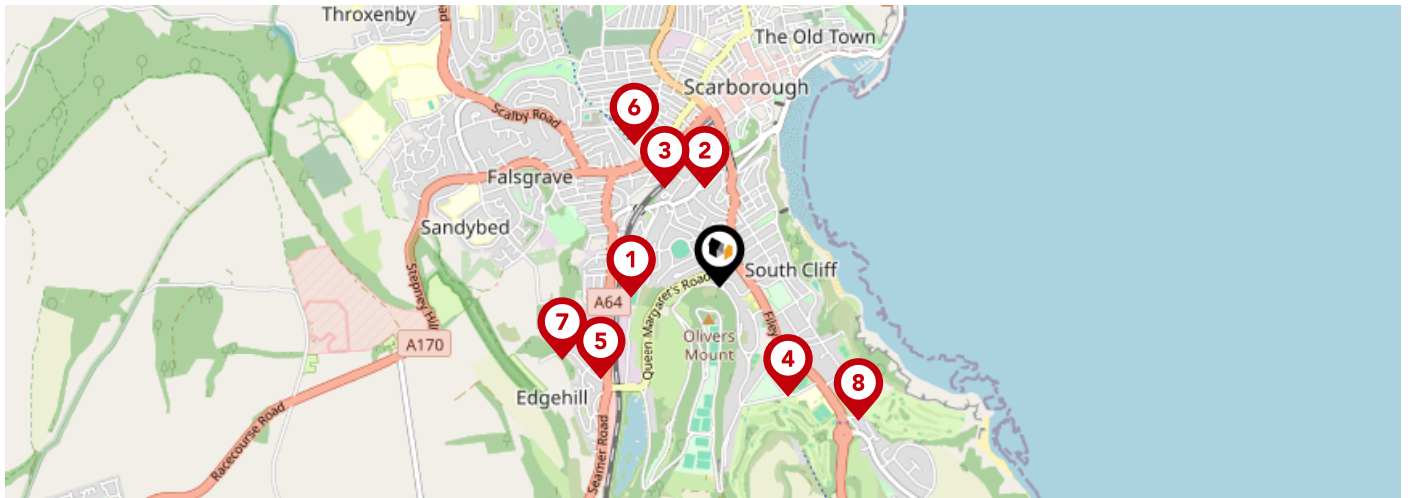 Throxenby
The Old Town
Scarborough
Scalby Road
6
3
2
Falsgrave
Sandybed
1
South Cliff
Stepney Hill
A64
Queen Margaret's Road
Filey
7
5
Olivers
Mount
A170
4
8
Edgehill
Racecourse Road
Seamer Road